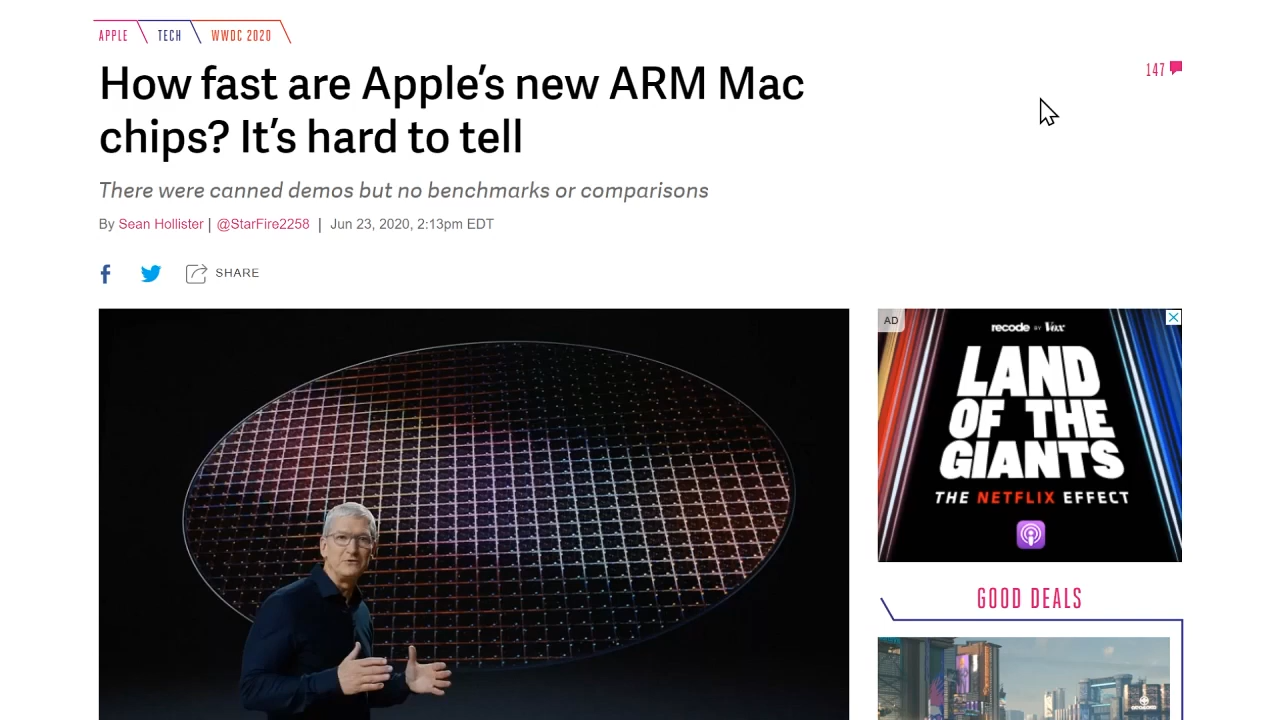 APPLE
TECH
WWDC 2020
How fast are Apple’s new ARM Mac
chips? It’s hard to tell
147
There were canned demos but no benchmarks or comparisons
By Sean Hollister | @StarFire2258 | Jun 23, 2020, 2:13pm EDT
SHARE
AD
recode BY Vox
LAND
OF THE
GIANTS
THE NETFLIX EFFECT
GOOD DEALS